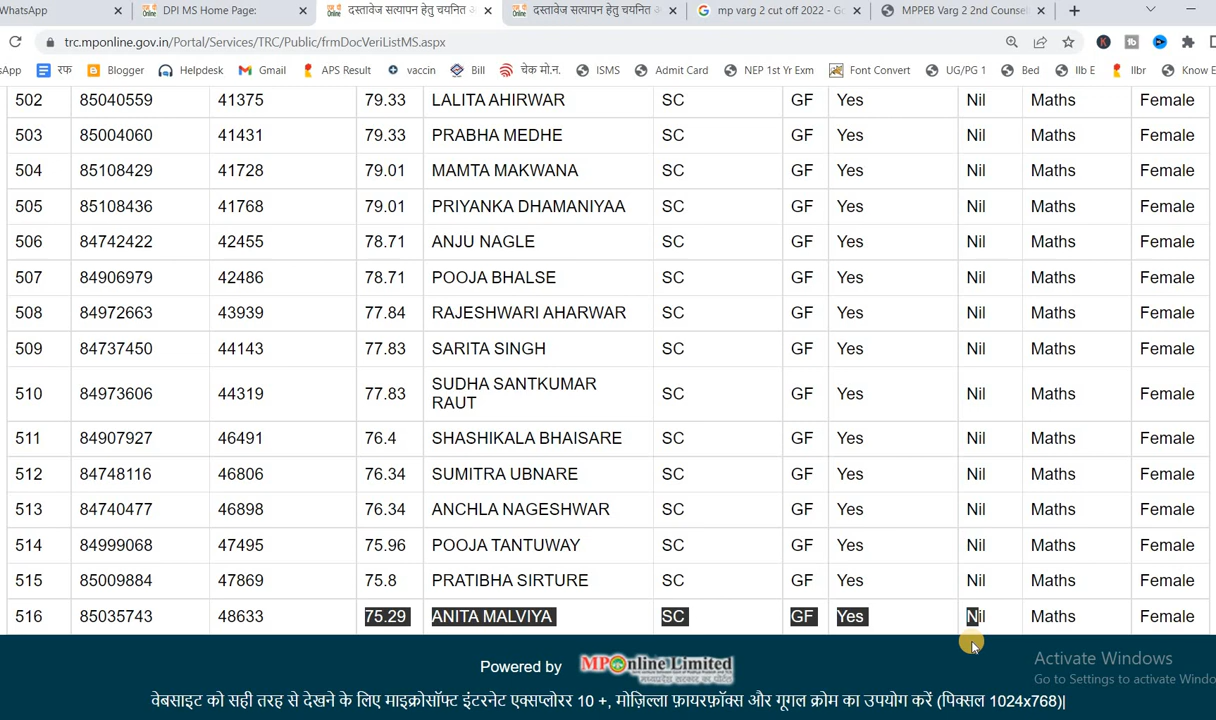 WhatsApp
DPI MS Home Page:
दस्तावेज सत्यापन हेतु चयनित अ
दस्तावेज सत्यापन हेतु चयनित अ
mp varg 2 cut off 2022 - Go
MPPEB Varg 2 2nd Counsel
trc.mponline.gov.in/Portal/Services/TRC/Public/frmDocVeriListMS.aspx
sApp रफ Blogger Helpdesk Gmail APS Result vaccin Bill चेक मो.न. ISMS Admit Card NEP 1st Yr Exm Font Convert UG/PG 1 Bed IIb E IIbr Know E
502 85040559 41375 79.33 LALITA AHIRWAR SC GF Yes Nil Maths Female
503 85004060 41431 79.33 PRABHA MEDHE SC GF Yes Nil Maths Female
504 85108429 41728 79.01 MAMTA MAKWANA SC GF Yes Nil Maths Female
505 85108436 41768 79.01 PRIYANKA DHAMANIYAA SC GF Yes Nil Maths Female
506 84742422 42455 78.71 ANJU NAGLE SC GF Yes Nil Maths Female
507 84906979 42486 78.71 POOJA BHALSE SC GF Yes Nil Maths Female
508 84972663 43939 77.84 RAJESHWARI AHARWAR SC GF Yes Nil Maths Female
509 84737450 44143 77.83 SARITA SINGH SC GF Yes Nil Maths Female
510 84973606 44319 77.83 SUDHA SANTKUMAR RAUT SC GF Yes Nil Maths Female
511 84907927 46491 76.4 SHASHIKALA BHAISARE SC GF Yes Nil Maths Female
512 84748116 46806 76.34 SUMITRA UBNARE SC GF Yes Nil Maths Female
513 84740477 46898 76.34 ANCHLA NAGESHWAR SC GF Yes Nil Maths Female
514 84999068 47495 75.96 POOJA TANTUWAY SC GF Yes Nil Maths Female
515 85009884 47869 75.8 PRATIBHA SIRTURE SC GF Yes Nil Maths Female
516 85035743 48633 75.29 ANITA MALVIYA SC GF Yes Nil Maths Female
Powered by MPOnline Limited
Activate Windows
Go to Settings to activate Windo
वेबसाइट को सही तरह से देखने के लिए माइक्रोसॉफ्ट इंटरनेट एक्सप्लोरर 10 +, मोज़िल्ला फ़ायरफ़ॉक्स और गूगल क्रोम का उपयोग करें (पिक्सल 1024x768)|